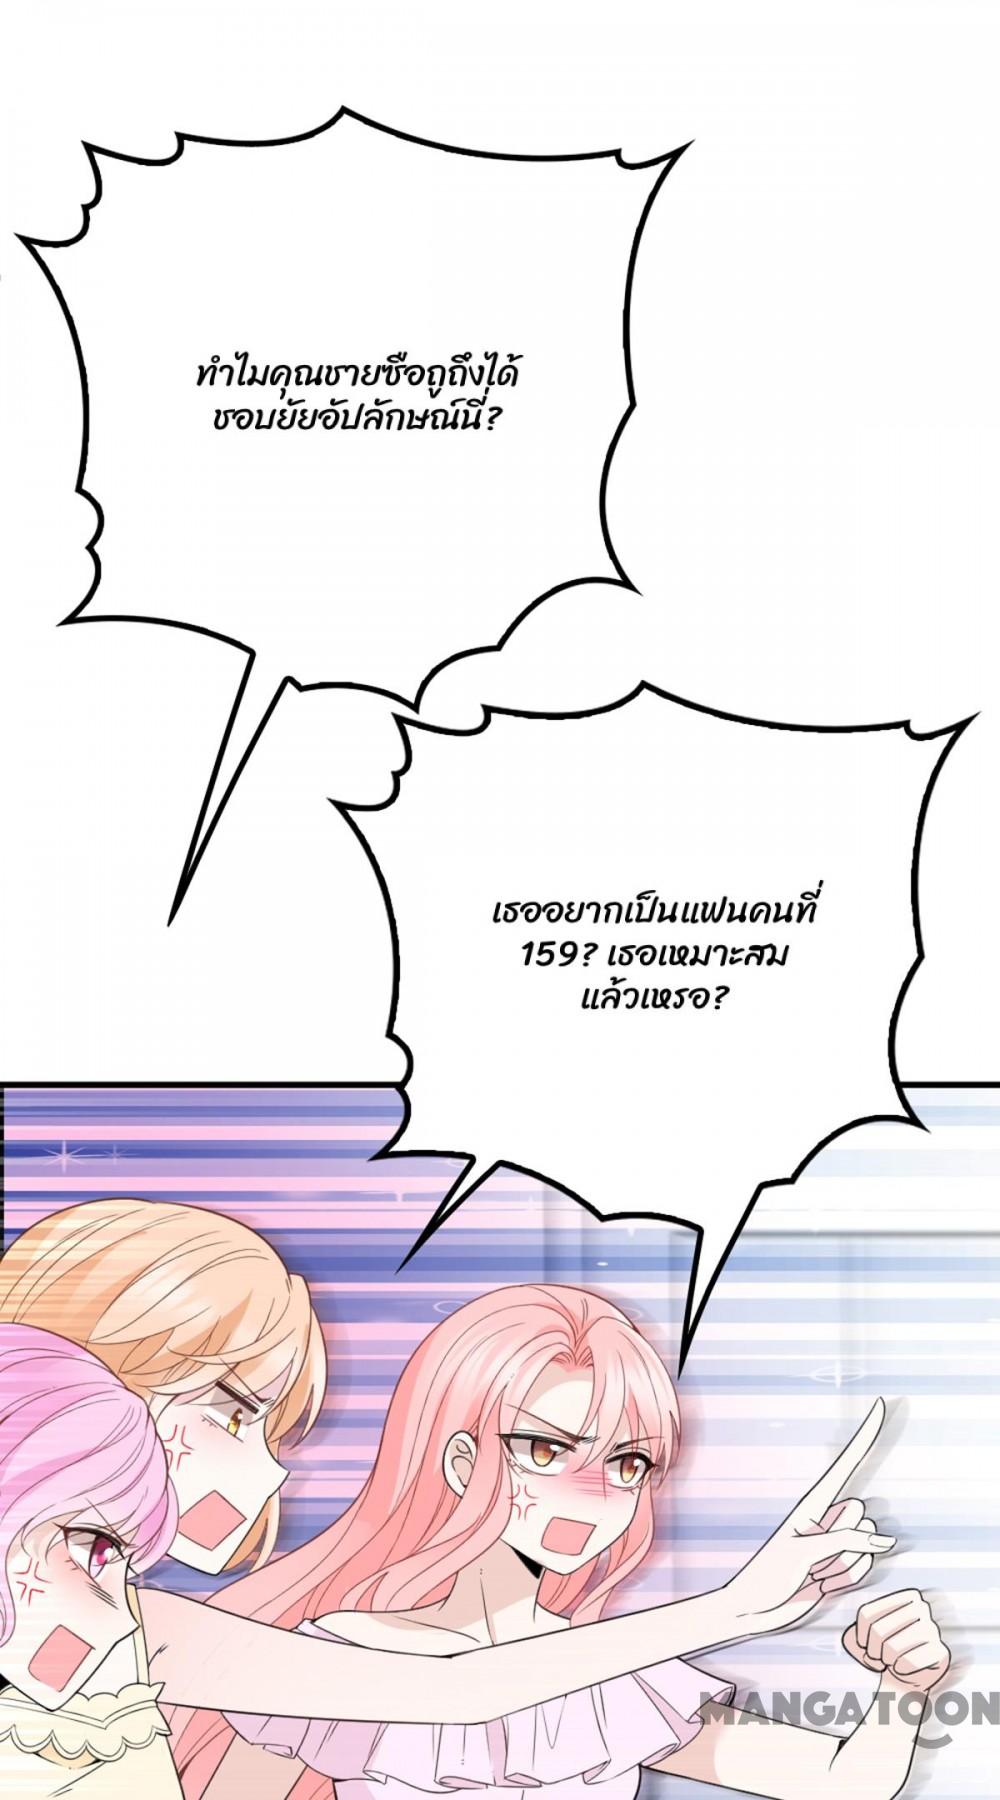 ทำไมคุณชายซือถูถึงได้
ชอบยัยอัปลักษณ์นี่?
เธออยากเป็นแฟนคนที่
159? เธอเหมาะสม
แล้วเหรอ?
MANGATOON